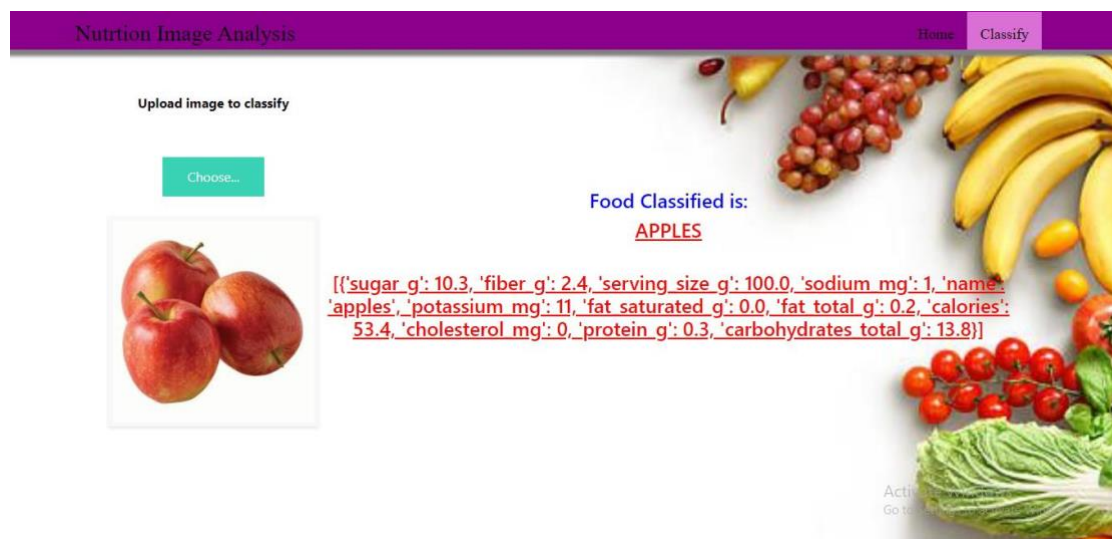 Nutrtion Image Analysis
Home
Classify
Upload image to classify
Choose...
Food Classified is:
APPLES
[{'sugar_g': 10.3, 'fiber_g': 2.4, 'serving_size_g': 100.0, 'sodium_mg': 1, 'name':
'apples', 'potassium_mg': 11, 'fat_saturated_g': 0.0, 'fat_total_g': 0.2, 'calories':
53.4, 'cholesterol_mg': 0, 'protein_g': 0.3, 'carbohydrates_total_g': 13.8}]
Go to